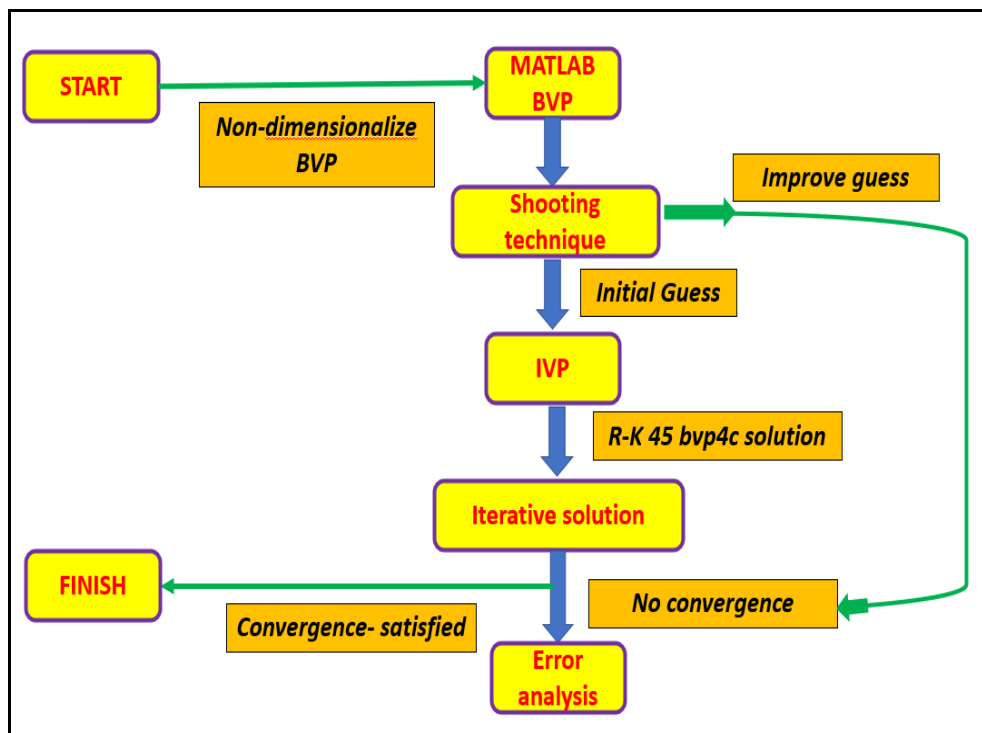 START
MATLAB
BVP
Non-dimensionalize
BVP
Improve guess
Shooting
technique
Initial Guess
IVP
R-K 45 bvp4c solution
Iterative solution
FINISH
No convergence
Convergence- satisfied
Error
analysis